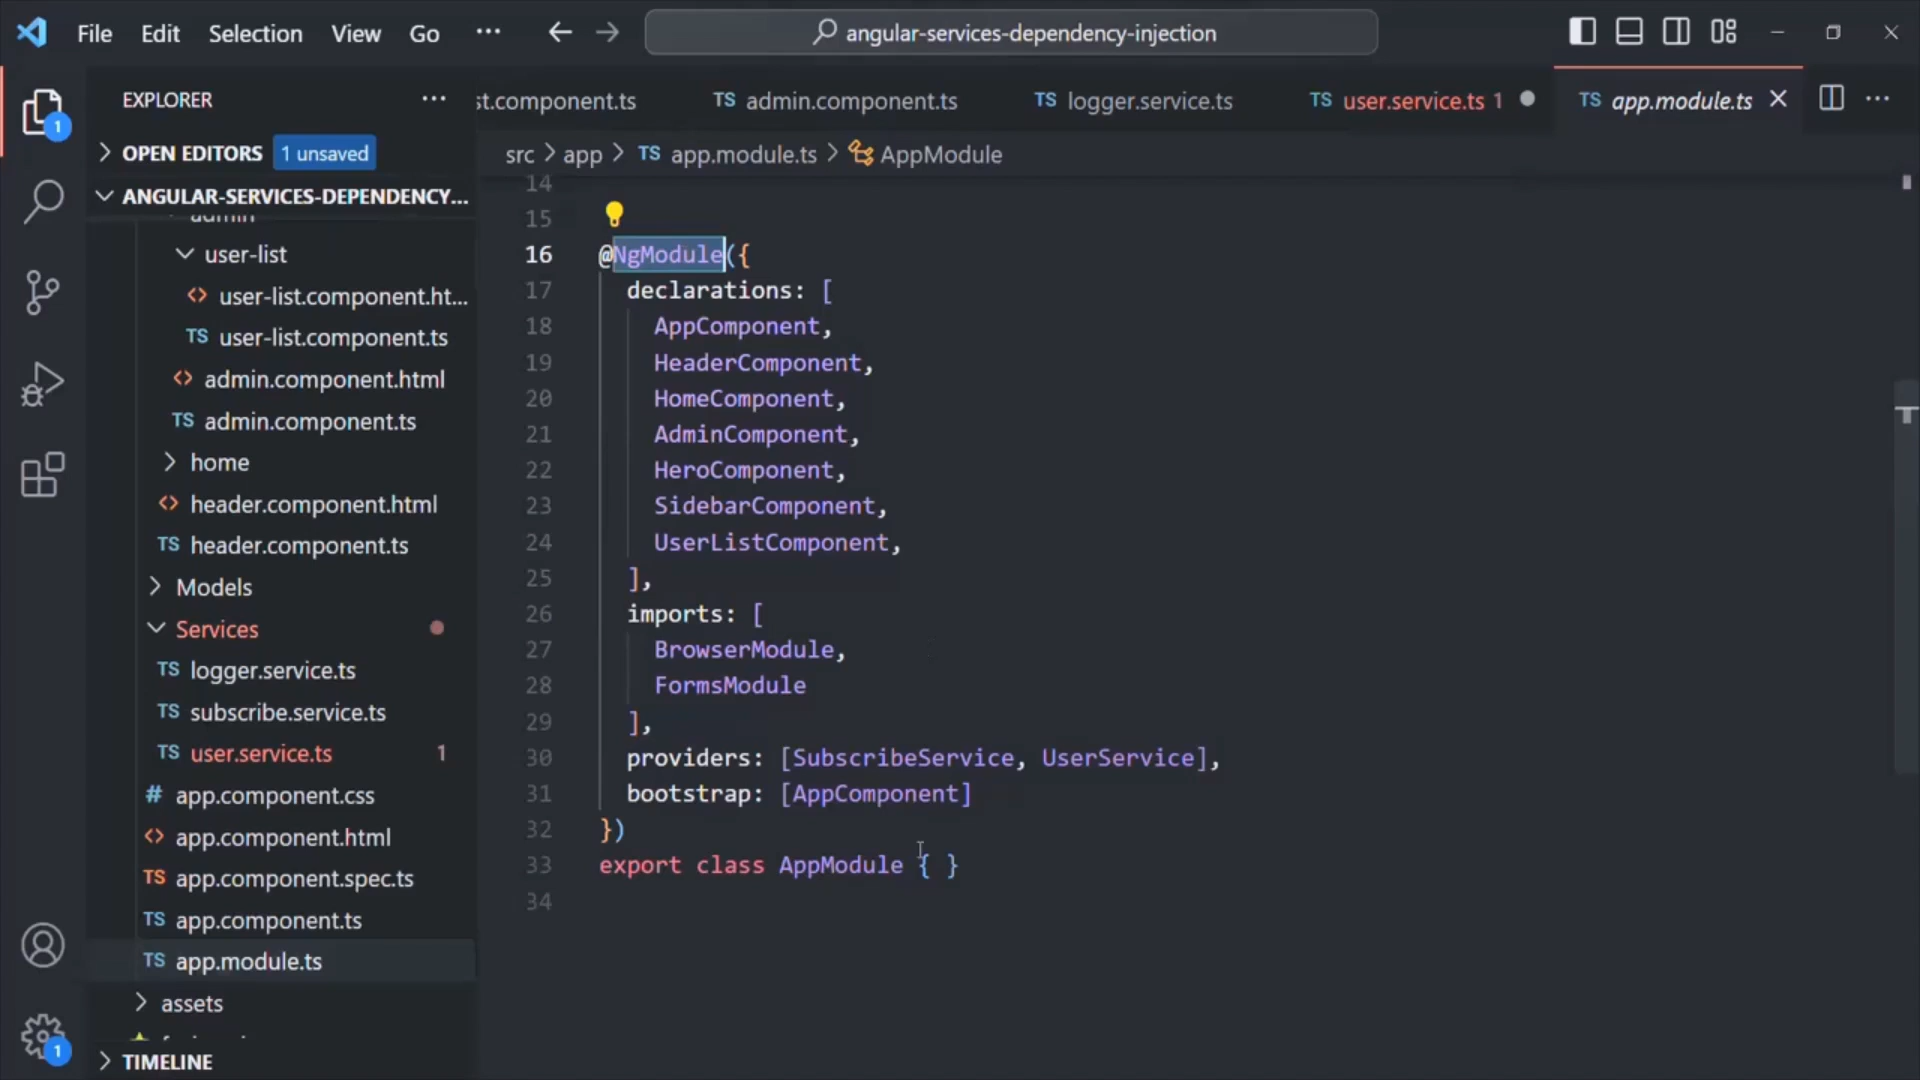 File Edit Selection View Go ··· angular-services-dependency-injection
EXPLORER ···
st.component.ts
TS admin.component.ts
TS logger.service.ts
TS user.service.ts 1
TS app.module.ts
OPEN EDITORS 1 unsaved
src > app > TS app.module.ts > AppModule
ANGULAR-SERVICES-DEPENDENCY...
admin
user-list
user-list.component.ht...
TS user-list.component.ts
admin.component.html
TS admin.component.ts
home
header.component.html
TS header.component.ts
Models
Services
TS logger.service.ts
TS subscribe.service.ts
TS user.service.ts 1
# app.component.css
app.component.html
TS app.component.spec.ts
TS app.component.ts
TS app.module.ts
assets
TIMELINE
1
1
14
15
16 @NgModule({
17 declarations: [
18 AppComponent,
19 HeaderComponent,
20 HomeComponent,
21 AdminComponent,
22 HeroComponent,
23 SidebarComponent,
24 UserListComponent,
25 ],
26 imports: [
27 BrowserModule,
28 FormsModule
29 ],
30 providers: [SubscribeService, UserService],
31 bootstrap: [AppComponent]
32 })
33 export class AppModule { }
34